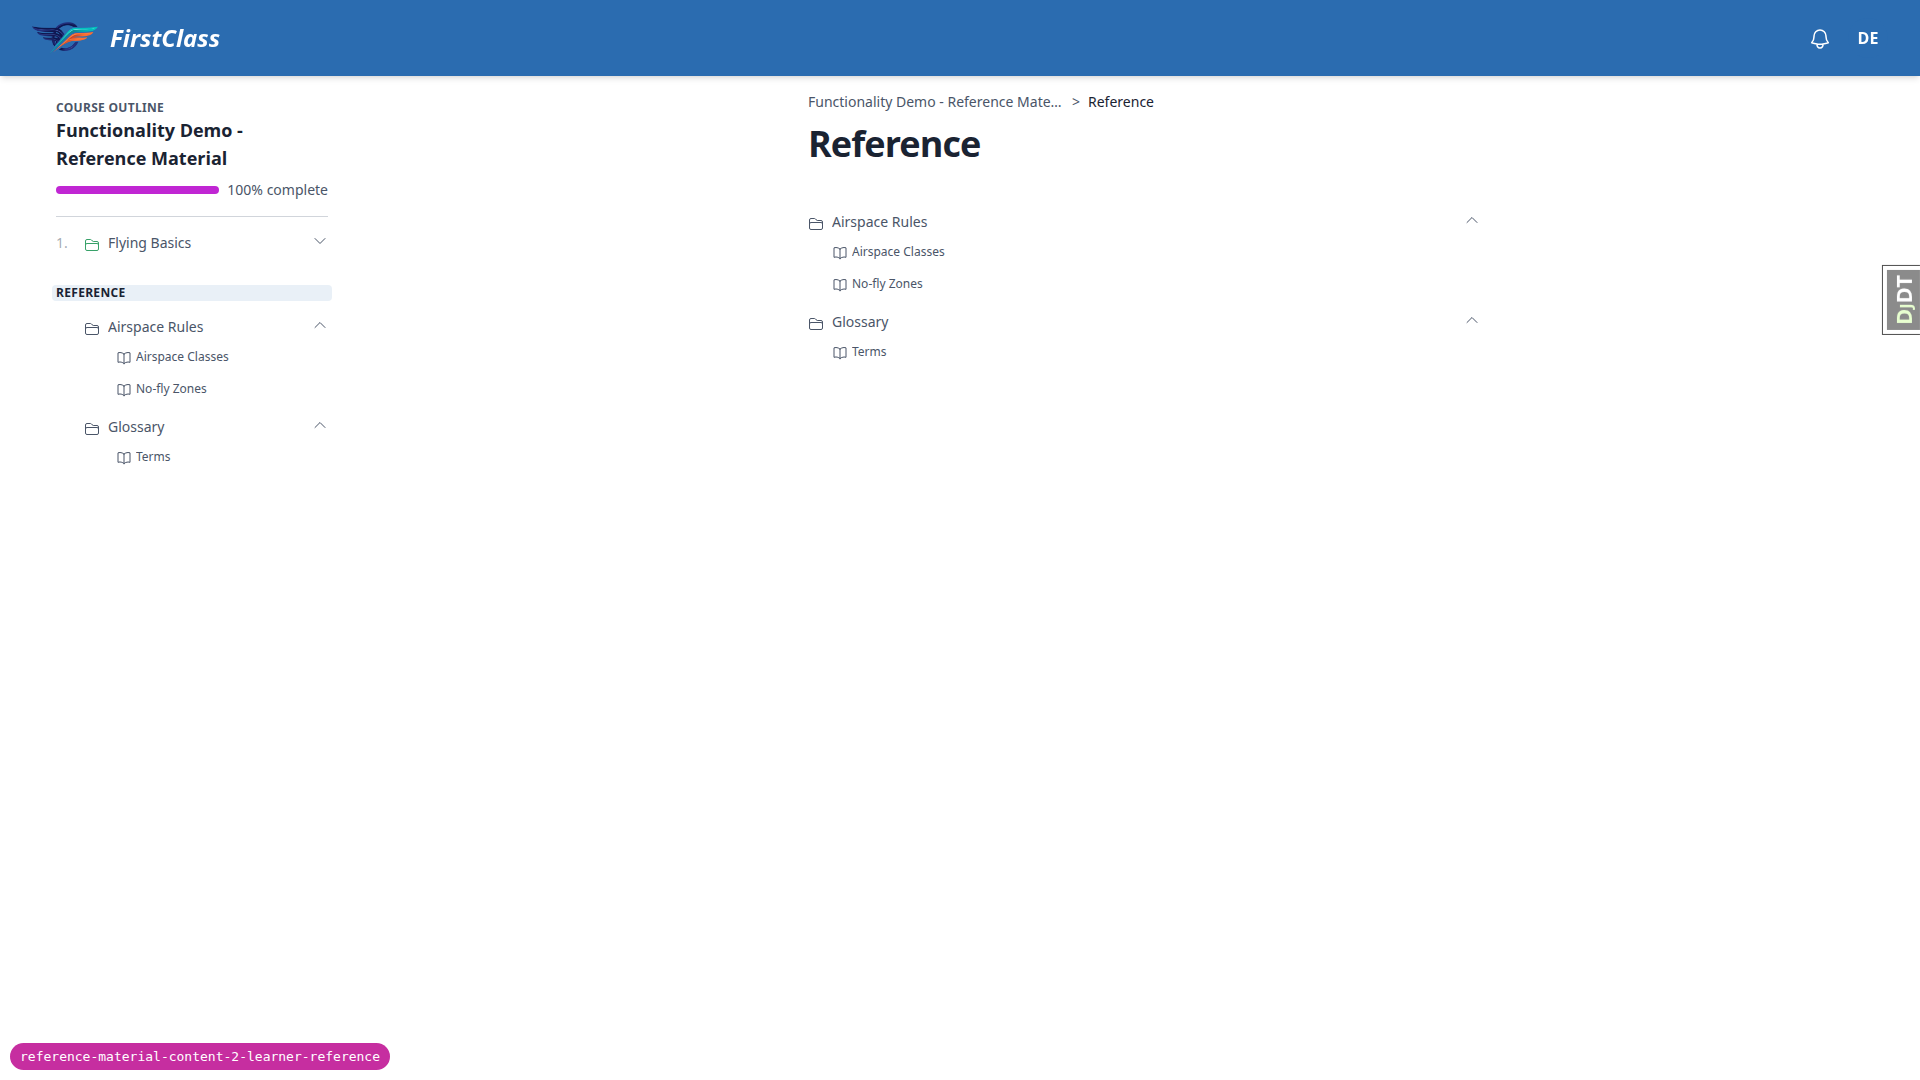 FirstClass
DE
COURSE OUTLINE
Functionality Demo -
Reference Material
100% complete
1. Flying Basics
REFERENCE
Airspace Rules
Airspace Classes
No-fly Zones
Glossary
Terms
Functionality Demo - Reference Mate... > Reference
Reference
Airspace Rules
Airspace Classes
No-fly Zones
Glossary
Terms
DjDT
reference-material-content-2-learner-reference